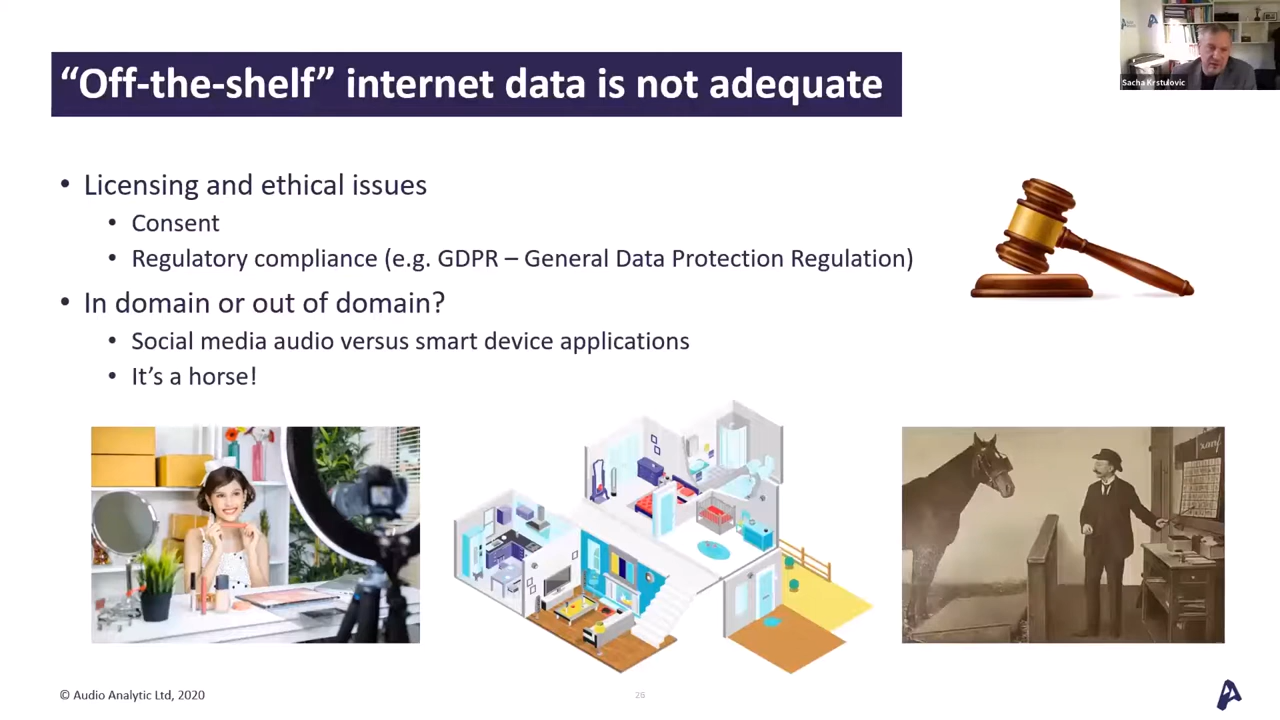 “Off-the-shelf” internet data is not adequate
Sacha Krstulovic
• Licensing and ethical issues
• Consent
• Regulatory compliance (e.g. GDPR – General Data Protection Regulation)
• In domain or out of domain?
• Social media audio versus smart device applications
• It’s a horse!
© Audio Analytic Ltd, 2020
26